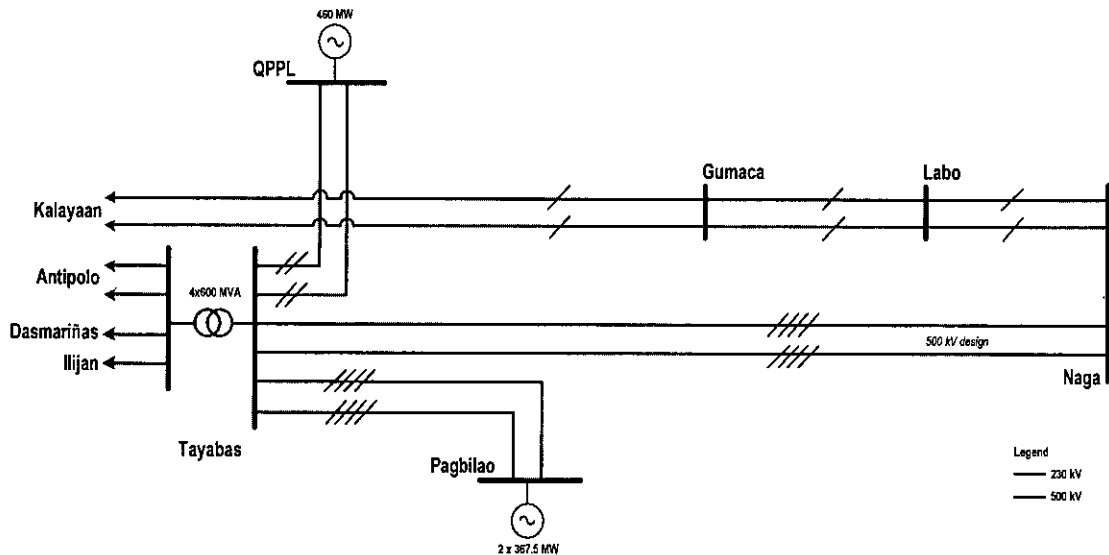 460 MW
QPPL
Gumaca
Labo
Kalayaan
Antipolo
4x600 MVA
Dasmariñas
Ilijan
500 kV design
Naga
Tayabas
Pagbilao
Legend
230 kV
500 kV
2 x 367.5 MW